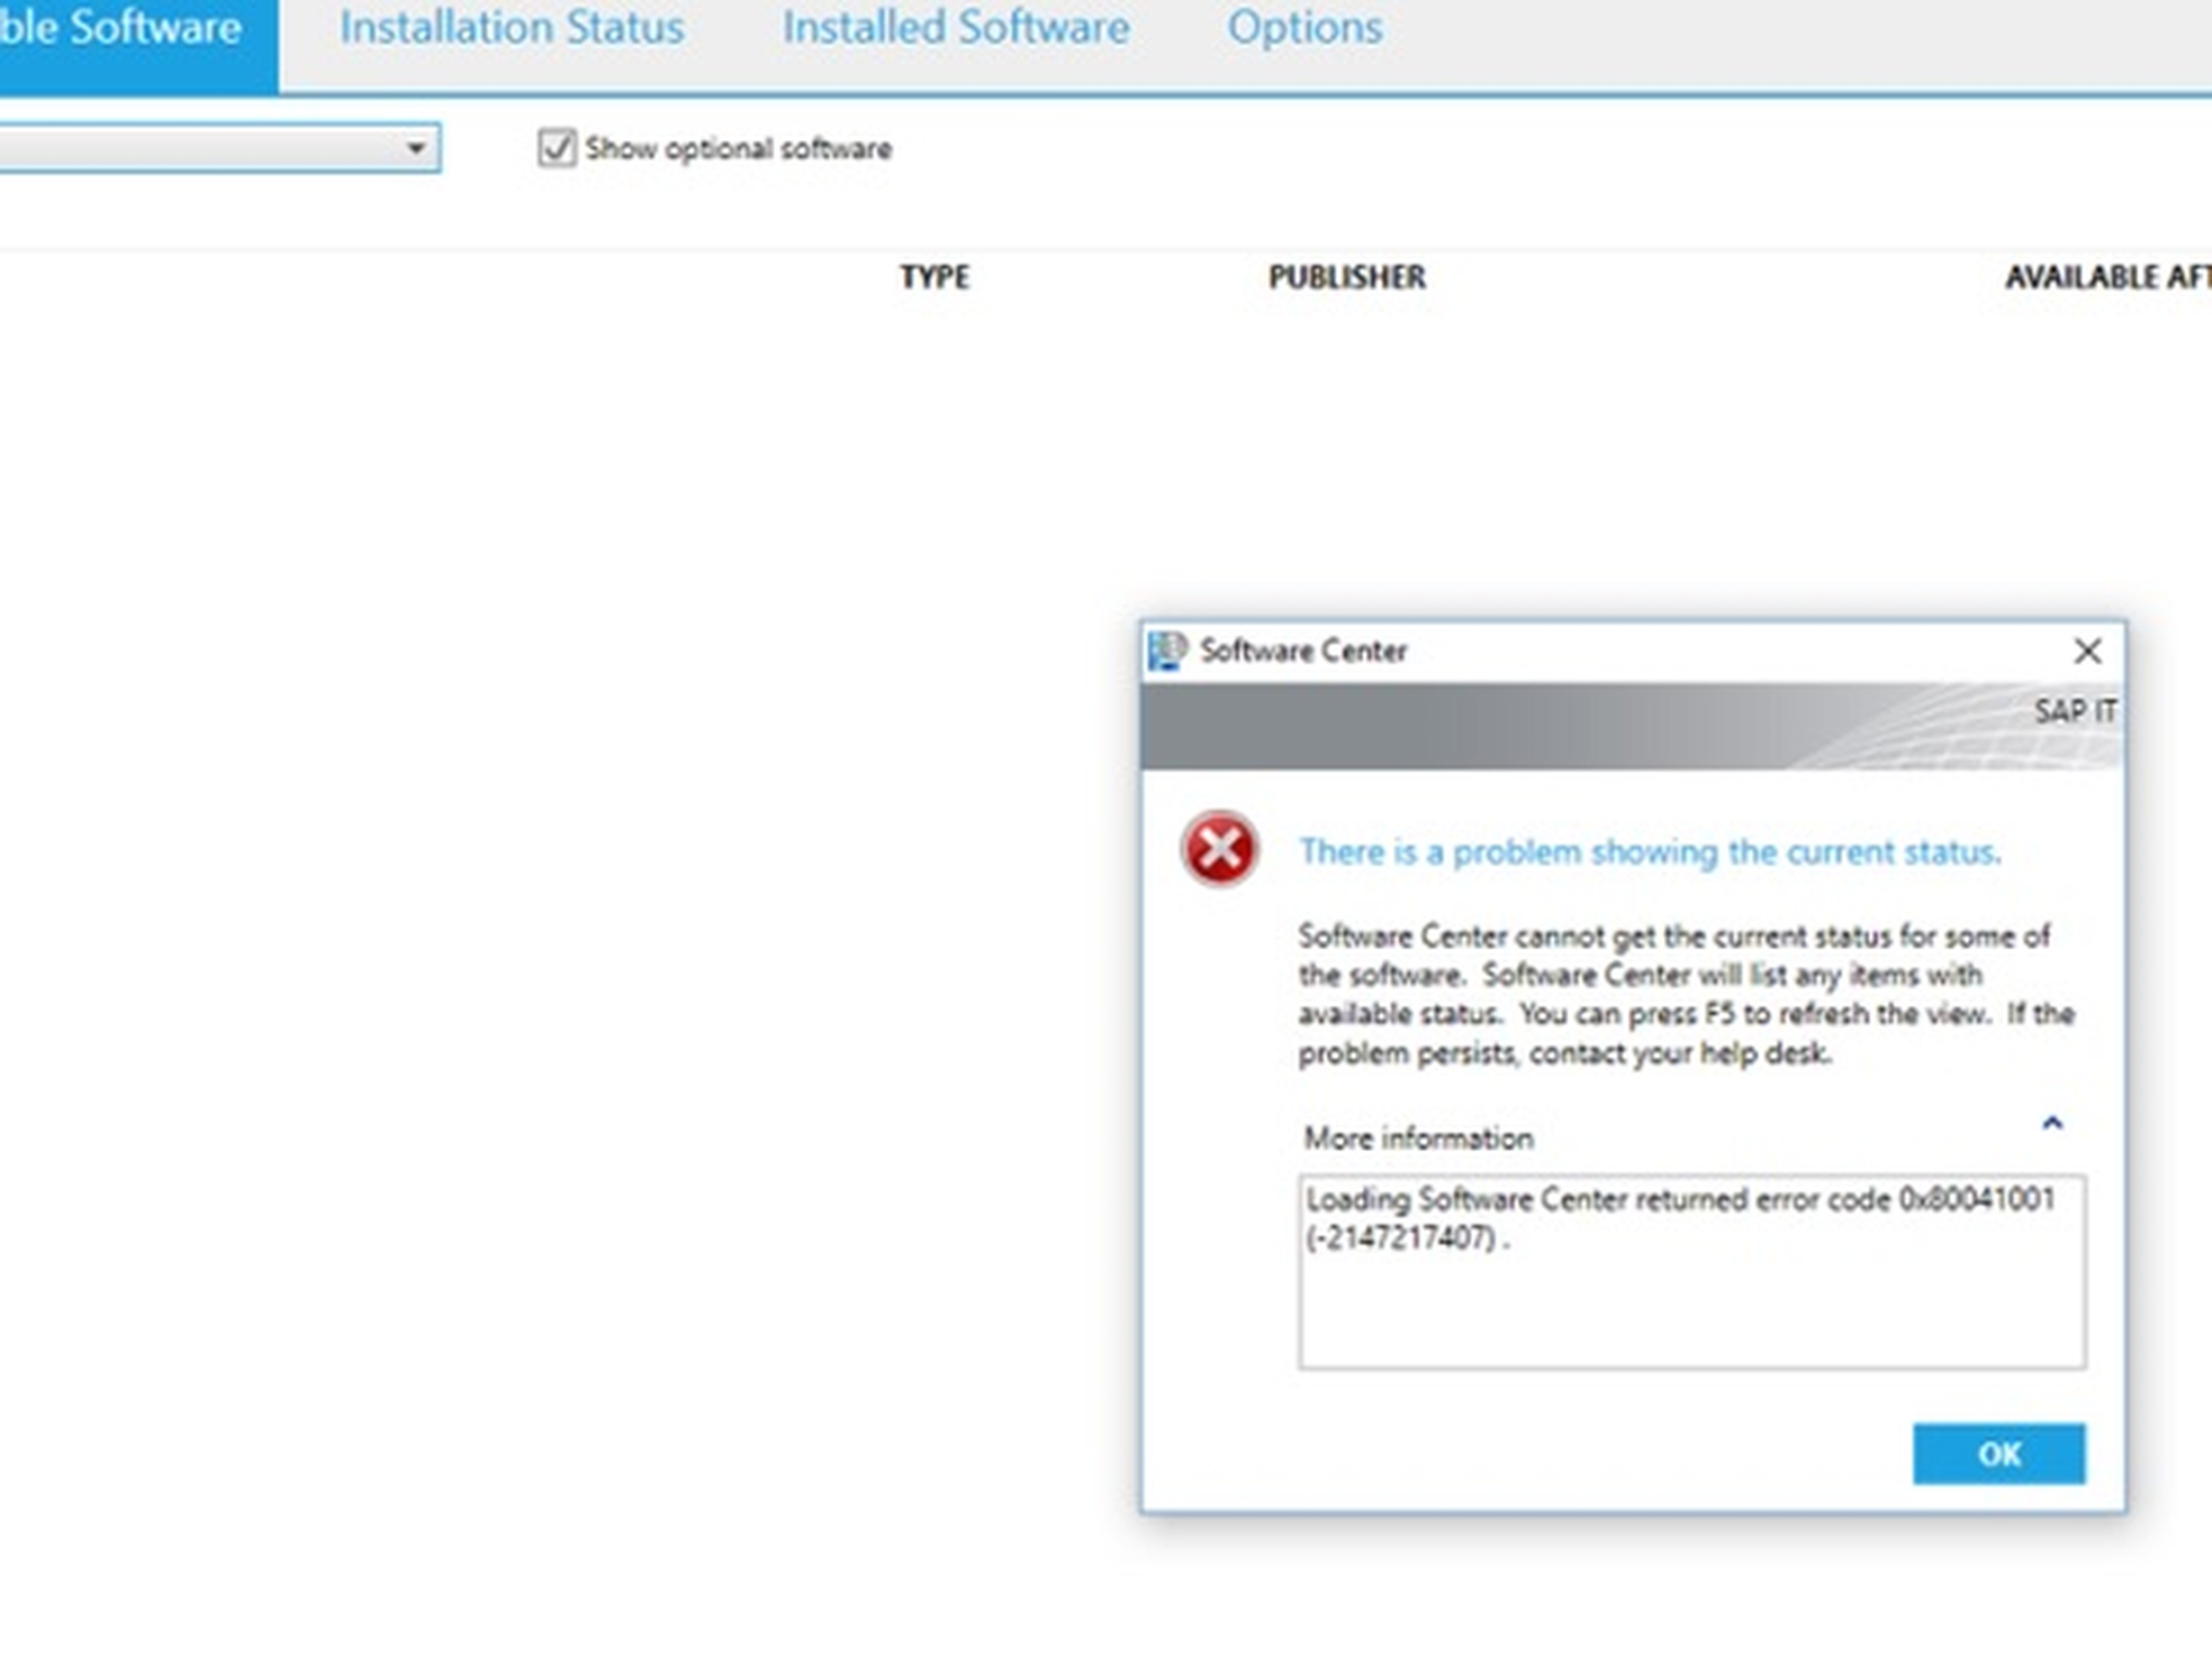 ble Software
Installation Status
Installed Software
Options
Show optional software
TYPE
PUBLISHER
AVAILABLE AFT
Software Center
SAP IT
There is a problem showing the current status.
Software Center cannot get the current status for some of
the software.  Software Center will list any items with
available status.  You can press F5 to refresh the view.  If the
problem persists, contact your help desk.
More information
Loading Software Center returned error code 0x80041001
(-2147217407) .
OK